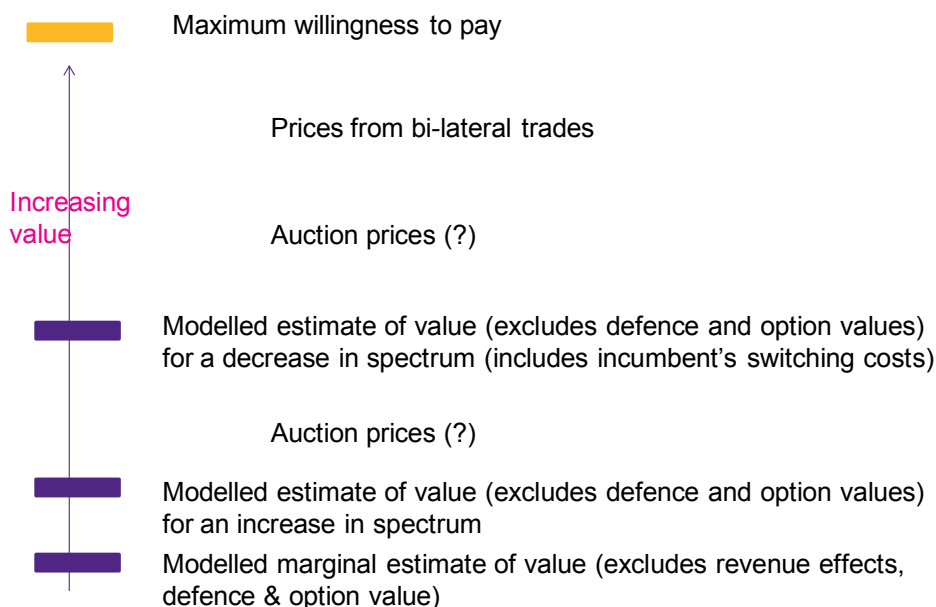 Maximum willingness to pay
Prices from bi-lateral trades
Increasing
value
Auction prices (?)
Modelled estimate of value (excludes defence and option values)
for a decrease in spectrum (includes incumbent's switching costs)
Auction prices (?)
Modelled estimate of value (excludes defence and option values)
for an increase in spectrum
Modelled marginal estimate of value (excludes revenue effects,
defence & option value)